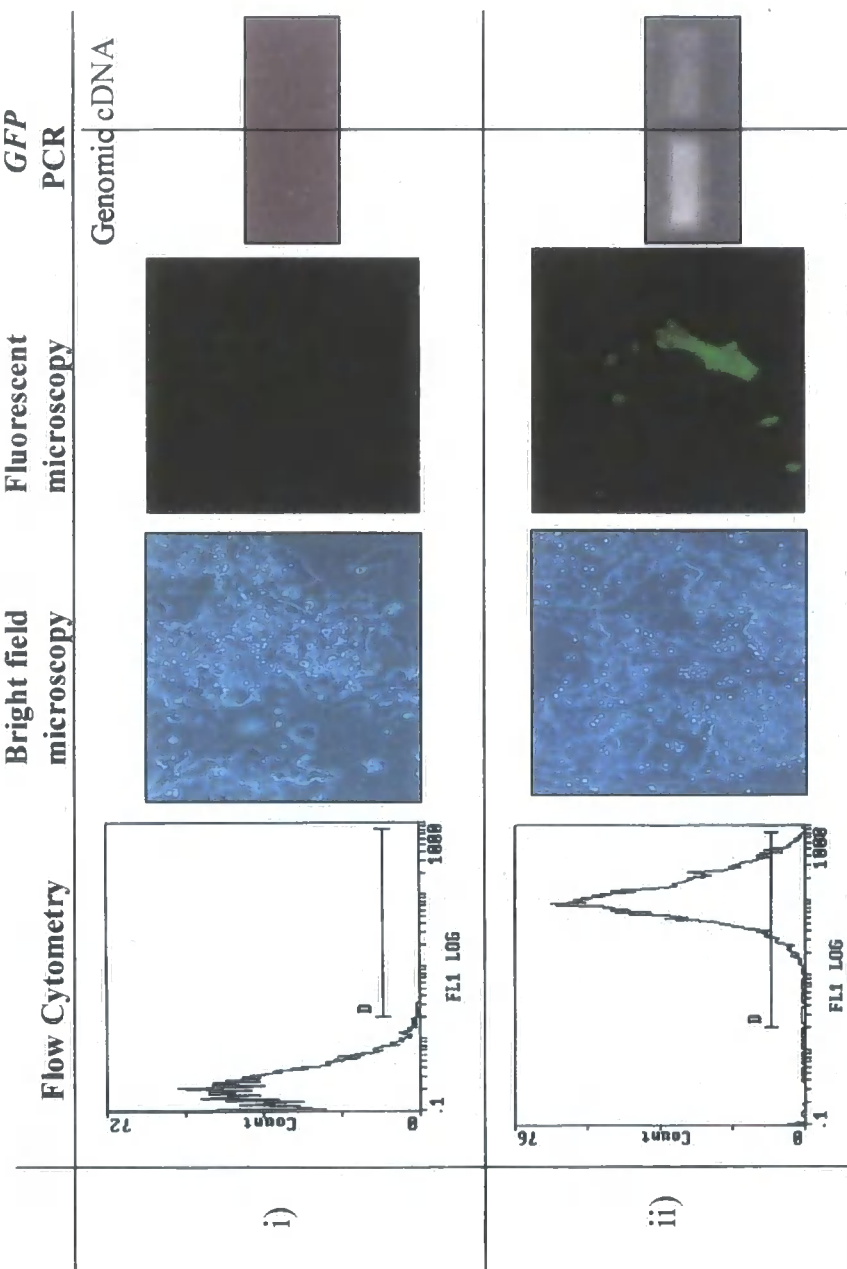 Flow Cytometry
Bright field
microscopy
Fluorescent
microscopy
GFP
PCR
Genomic cDNA
i)
72
Count
0
.1
1000
FL1 LOG
D
ii)
76
Count
0
.1
1000
FL1 LOG
D